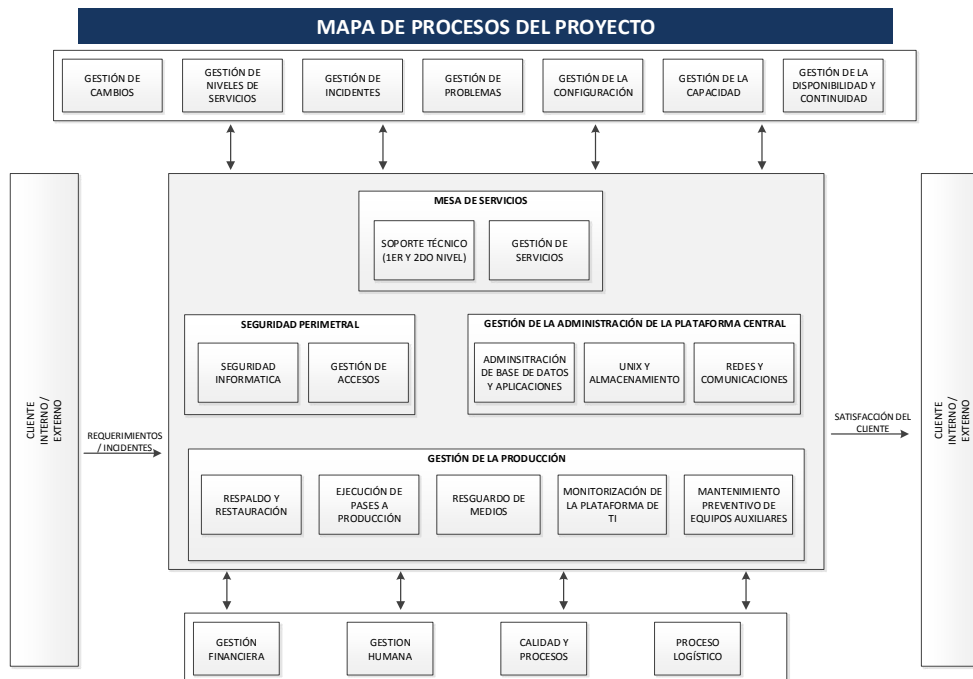 MAPA DE PROCESOS DEL PROYECTO
GESTIÓN DE
CAMBIOS
GESTIÓN DE
NIVELES DE
SERVICIOS
GESTIÓN DE
INCIDENTES
GESTIÓN DE
PROBLEMAS
GESTIÓN DE LA
CONFIGURACIÓN
GESTIÓN DE LA
CAPACIDAD
GESTIÓN DE LA
DISPONIBILIDAD Y
CONTINUIDAD
CLIENTE
INTERNO /
EXTERNO
REQUERIMIENTOS
/ INCIDENTES
MESA DE SERVICIOS
SOPORTE TÉCNICO
(1ER Y 2DO NIVEL)
GESTIÓN DE
SERVICIOS
SEGURIDAD PERIMETRAL
SEGURIDAD
INFORMATICA
GESTIÓN DE
ACCESOS
GESTIÓN DE LA ADMINISTRACIÓN DE LA PLATAFORMA CENTRAL
ADMINSITRACIÓN
DE BASE DE DATOS
Y APLICACIONES
UNIX Y
ALMACENAMIENTO
REDES Y
COMUNICACIONES
GESTIÓN DE LA PRODUCCIÓN
RESPALDO Y
RESTAURACIÓN
EJECUCIÓN DE
PASES A
PRODUCCIÓN
RESGUARDO DE
MEDIOS
MONITORIZACIÓN DE
LA PLATAFORMA DE
TI
MANTENIMIENTO
PREVENTIVO DE
EQUIPOS AUXILIARES
SATISFACCIÓN DEL
CLIENTE
CLIENTE
INTERNO /
EXTERNO
GESTIÓN
FINANCIERA
GESTION
HUMANA
CALIDAD Y
PROCESOS
PROCESO
LOGÍSTICO